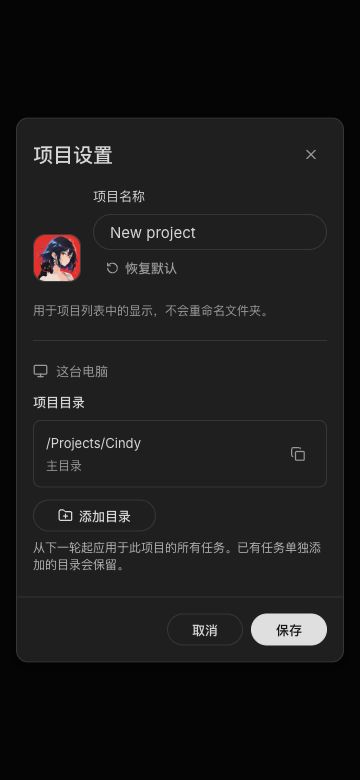 项目设置
项目名称
New project
恢复默认
用于项目列表中的显示，不会重命名文件夹。
这台电脑
项目目录
/Projects/Cindy
主目录
添加目录
从下一轮起应用于此项目的所有任务。已有任务单独添
加的目录会保留。
取消
保存